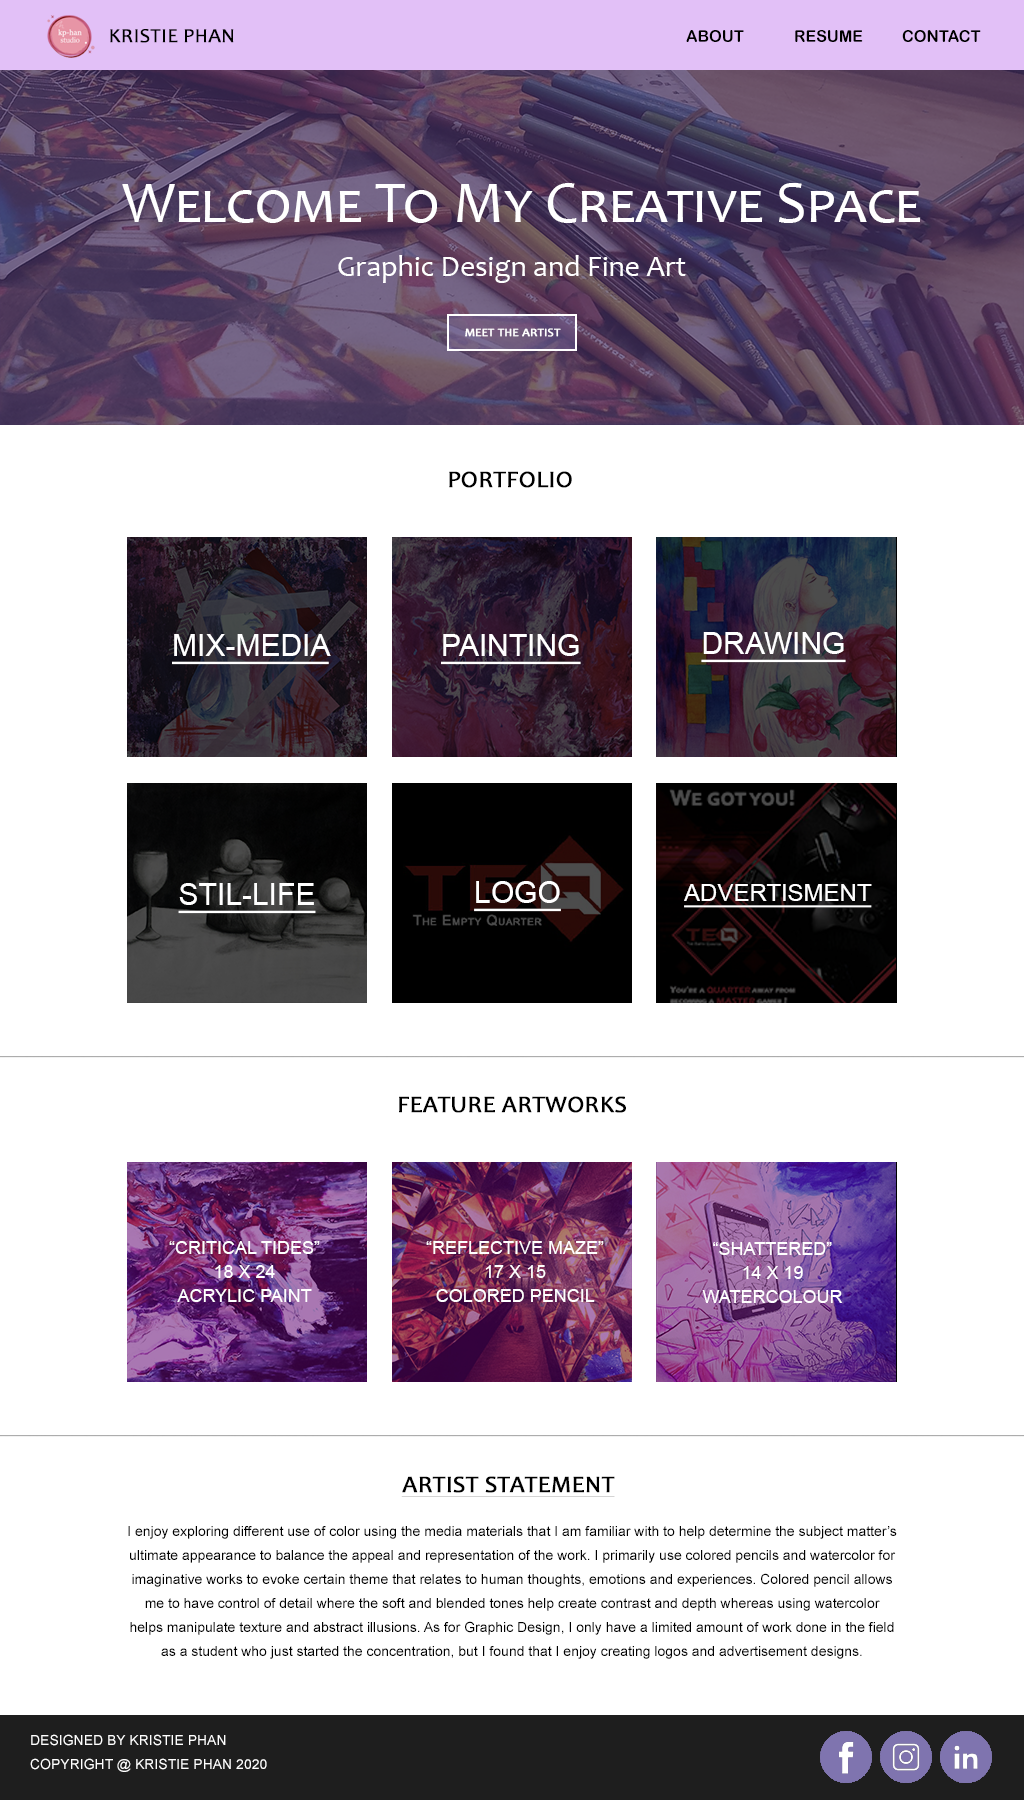 kp-han
studio
KRISTIE PHAN
ABOUT RESUME CONTACT
WELCOME TO MY CREATIVE SPACE
Graphic Design and Fine Art
MEET THE ARTIST
PORTFOLIO
MIX-MEDIA
PAINTING
DRAWING
STIL-LIFE
TEQ
LOGO
THE EMPTY QUARTER
WE GOT YOU!
ADVERTISMENT
TEQ
THE EMPTY QUARTER
YOU'RE A QUARTER AWAY FROM
BECOMING A MASTER GAMER!
FEATURE ARTWORKS
“CRITICAL TIDES”
18 X 24
ACRYLIC PAINT
“REFLECTIVE MAZE”
17 X 15
COLORED PENCIL
“SHATTERED”
14 X 19
WATERCOLOUR
ARTIST STATEMENT
I enjoy exploring different use of color using the media materials that I am familiar with to help determine the subject matter’s
ultimate appearance to balance the appeal and representation of the work. I primarily use colored pencils and watercolor for
imaginative works to evoke certain theme that relates to human thoughts, emotions and experiences. Colored pencil allows
me to have control of detail where the soft and blended tones help create contrast and depth whereas using watercolor
helps manipulate texture and abstract illusions. As for Graphic Design, I only have a limited amount of work done in the field
as a student who just started the concentration, but I found that I enjoy creating logos and advertisement designs.
DESIGNED BY KRISTIE PHAN
COPYRIGHT @ KRISTIE PHAN 2020
f in